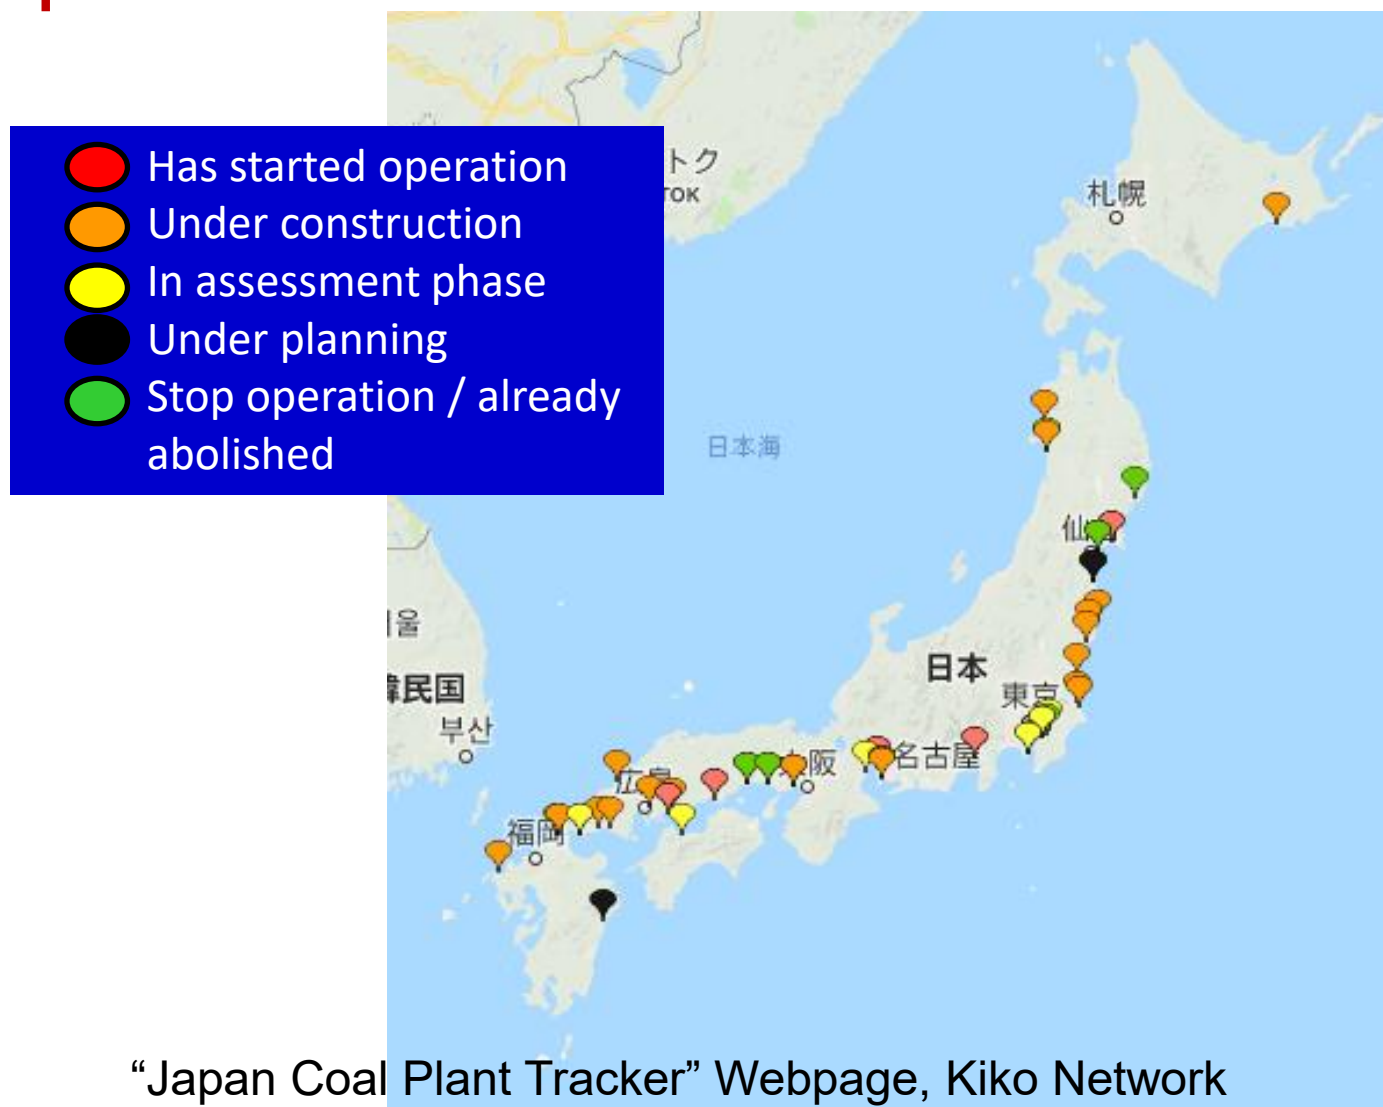 Has started operation
Under construction
In assessment phase
Under planning
Stop operation / already
abolished
トク
TOK
札幌
日本海
日本
東京
名古屋
韓民国
부산
福岡
"Japan Coal Plant Tracker" Webpage, Kiko Network